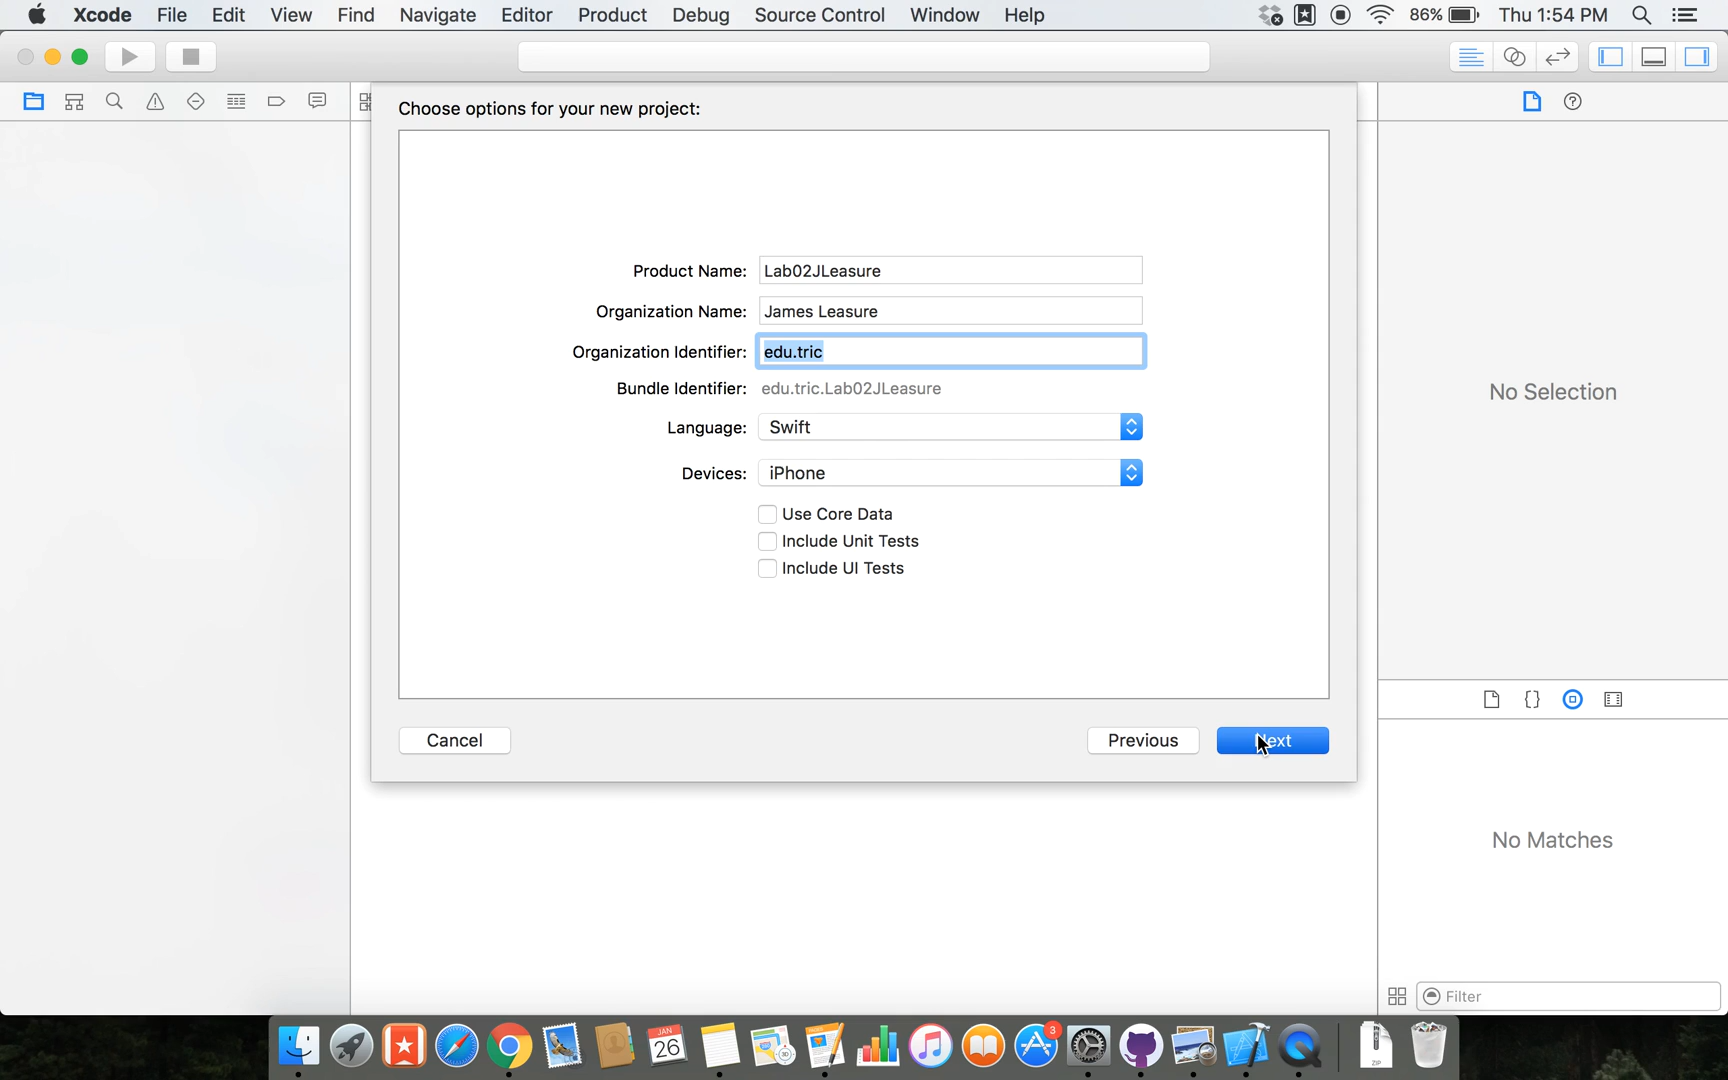 Xcode File Edit View Find Navigate Editor Product Debug Source Control Window Help 86% Thu 1:54 PM
Choose options for your new project:
Product Name: Lab02JLeasure
Organization Name: James Leasure
Organization Identifier: edu.tric
Bundle Identifier: edu.tric.Lab02JLeasure
Language: Swift
Devices: iPhone
Use Core Data
Include Unit Tests
Include UI Tests
Cancel Previous Next
No Selection
No Matches
Filter
JAN
26
3
ZIP